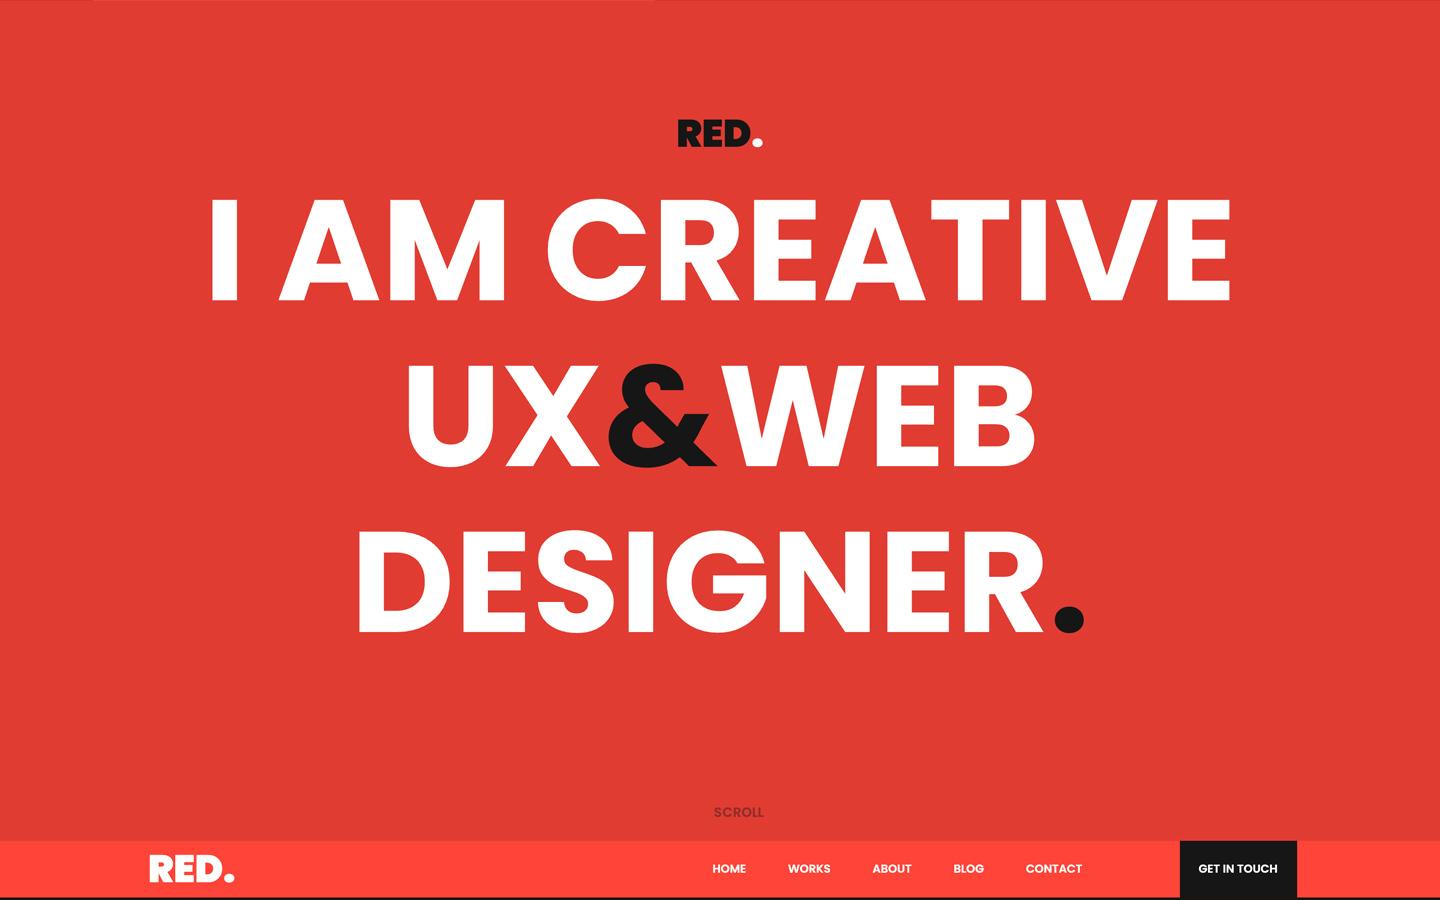 RED.
I AM CREATIVE
UX&WEB
DESIGNER.
SCROLL
RED. HOME WORKS ABOUT BLOG CONTACT GET IN TOUCH